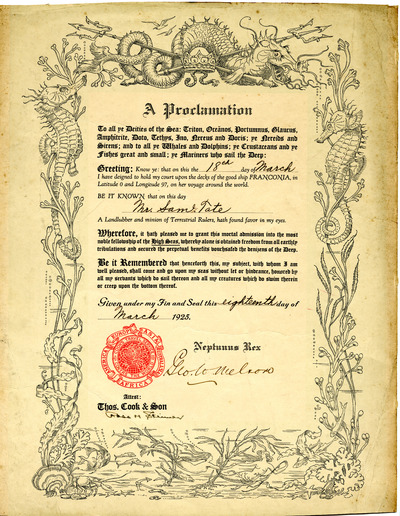 A Proclamation
To all ye Deities of the Sea: Triton, Oceanos, Portumnus, Glaucus,
Amphitrite, Doto, Tethys, Ino, Nereus and Doris; ye Nereids and
Sirens; and to all ye Whales and Dolphins; ye Crustaceans and ye
Fishes great and small; ye Mariners who sail the Deep:
Greeting: Know ye: that on this the 18th day of March
I have deigned to hold my court upon the decks of the good ship FRANCONIA, in
Latitude 0 and Longitude 97, on her voyage around the world.
BE IT KNOWN that on this day
Mr. Sam'l Tate
A Landlubber and minion of Terrestrial Rulers, hath found favor in my eyes.
Wherefore, it hath pleased me to grant this mortal admission into the most
noble fellowship of the High Seas, whereby alone is obtained freedom from all earthly
tribulations and secured the perpetual benefits vouchsafed the denizens of the Deep.
Be it Remembered that henceforth this, my subject, with whom I am
well pleased, shall come and go upon my seas without let or hindrance, honored by
all my servants which do sail thereon and all my creatures which do swim therein
or creep upon the bottom thereof.
Given under my Fin and Seal this eighteenth day of
March 1925.
AMERICA EUROPE ASIA AFRICA
Neptunus Rex
Geo. W. Melross
Attest:
Thos. Cook & Son